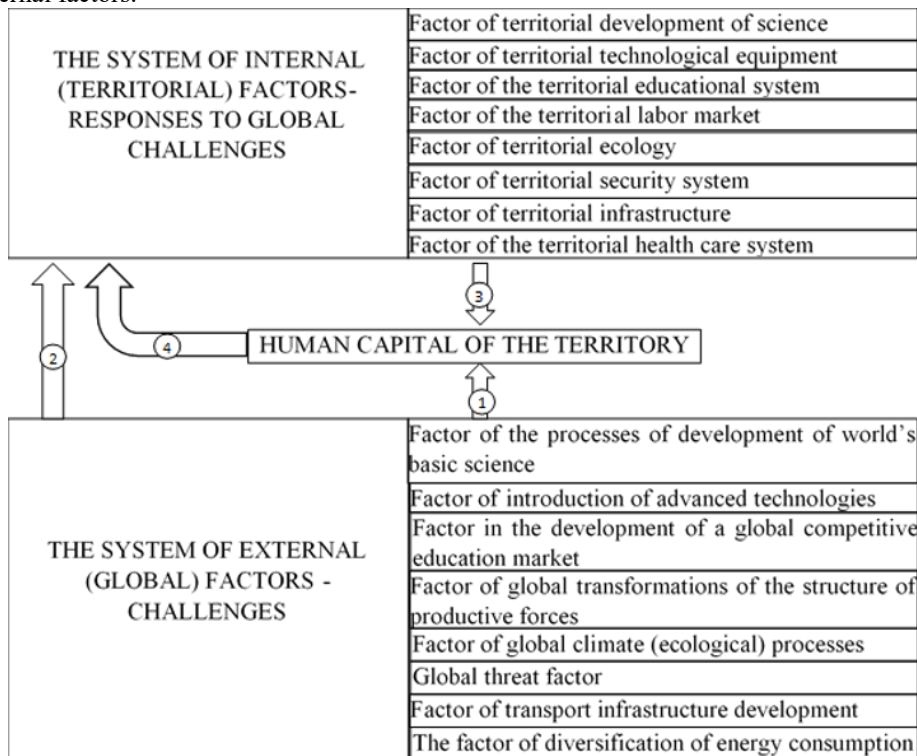 ernal factors.
THE SYSTEM OF INTERNAL
(TERRITORIAL) FACTORS-
RESPONSES TO GLOBAL
CHALLENGES
Factor of territorial development of science
Factor of territorial technological equipment
Factor of the territorial educational system
Factor of the territorial labor market
Factor of territorial ecology
Factor of territorial security system
Factor of territorial infrastructure
Factor of the territorial health care system
3
2
4
HUMAN CAPITAL OF THE TERRITORY
1
THE SYSTEM OF EXTERNAL
(GLOBAL) FACTORS -
CHALLENGES
Factor of the processes of development of world's
basic science
Factor of introduction of advanced technologies
Factor in the development of a global competitive
education market
Factor of global transformations of the structure of
productive forces
Factor of global climate (ecological) processes
Global threat factor
Factor of transport infrastructure development
The factor of diversification of energy consumption